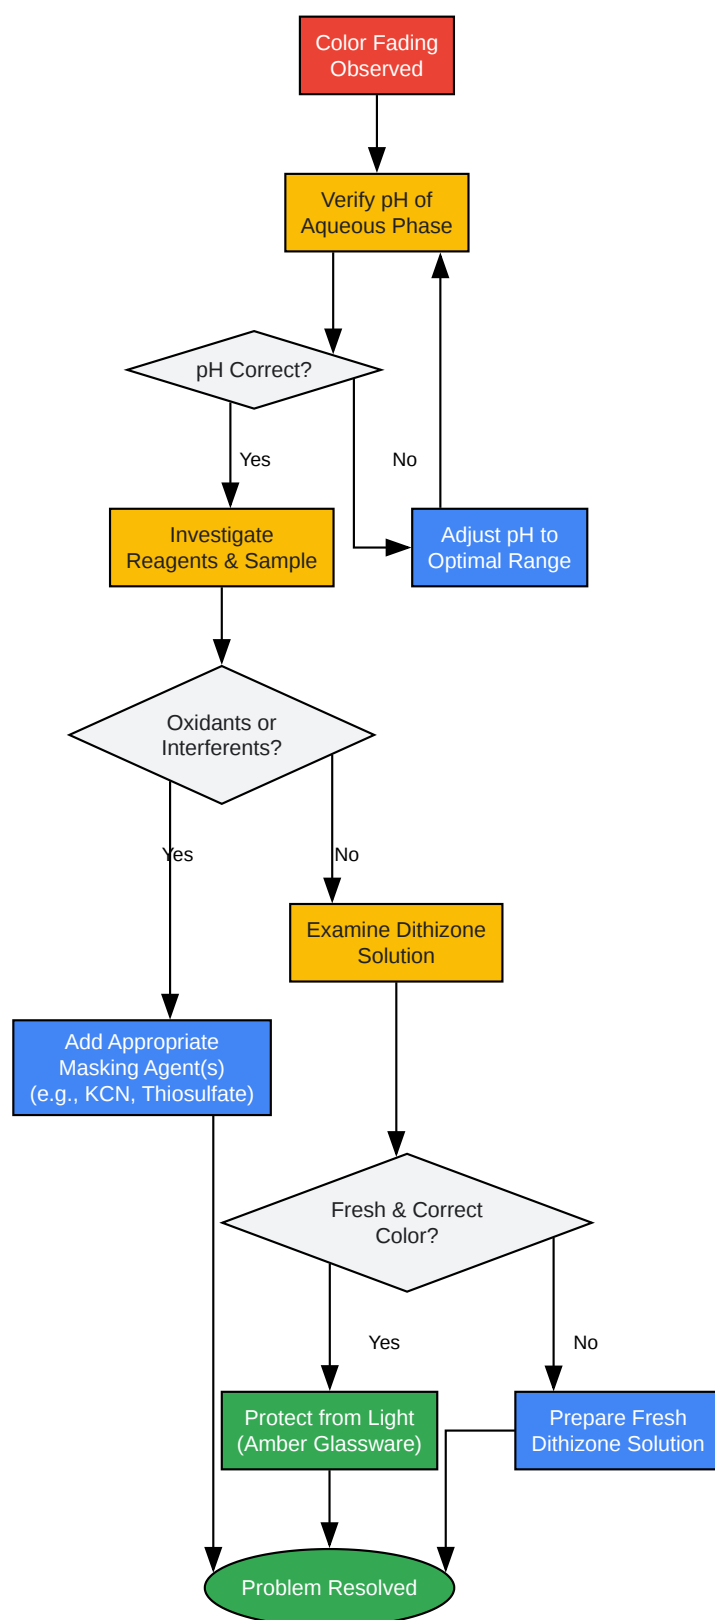 Color Fading
Observed
Verify pH of
Aqueous Phase
pH Correct?
Yes
No
Investigate
Reagents & Sample
Adjust pH to
Optimal Range
Oxidants or
Interferents?
Yes
No
Examine Dithizone
Solution
Add Appropriate
Masking Agent(s)
(e.g., KCN, Thiosulfate)
Fresh & Correct
Color?
Yes
No
Protect from Light
(Amber Glassware)
Prepare Fresh
Dithizone Solution
Problem Resolved